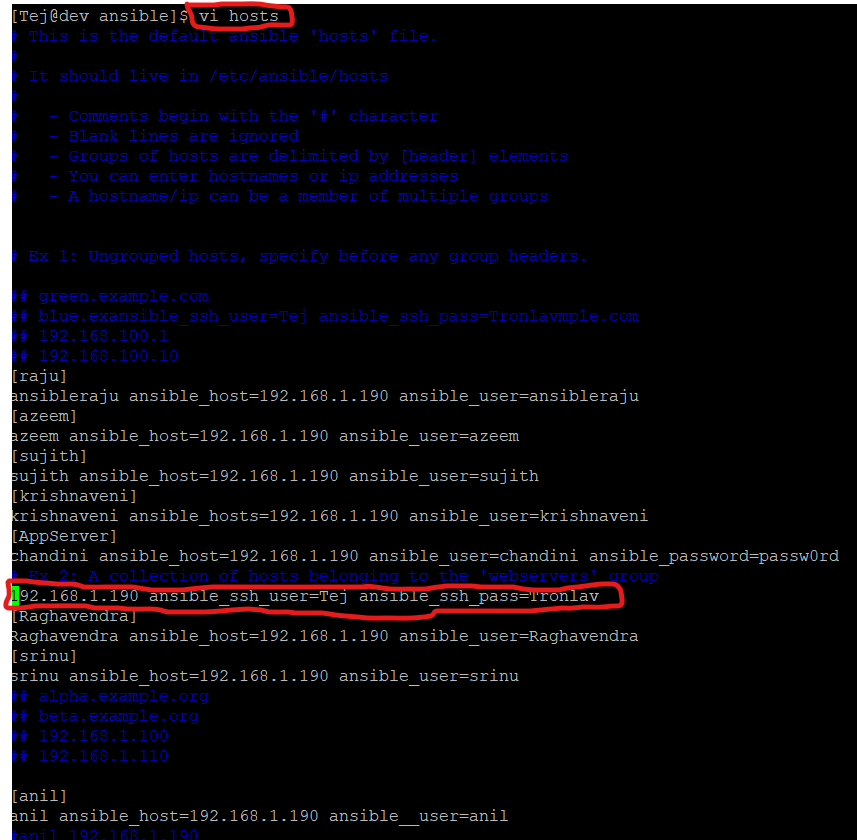 [Tej@dev ansible]$ vi hosts
# This is the default ansible 'hosts' file.
#
# It should live in /etc/ansible/hosts
#
#   - Comments begin with the '#' character
#   - Blank lines are ignored
#   - Groups of hosts are delimited by [header] elements
#   - You can enter hostnames or ip addresses
#   - A hostname/ip can be a member of multiple groups
# Ex 1: Ungrouped hosts, specify before any group headers.
## green.example.com
## blue.exansible_ssh_user=Tej ansible_ssh_pass=Tronlavmple.com
## 192.168.100.1
## 192.168.100.10
[raju]
ansibleraju ansible_host=192.168.1.190 ansible_user=ansibleraju
[azeem]
azeem ansible_host=192.168.1.190 ansible_user=azeem
[sujith]
sujith ansible_host=192.168.1.190 ansible_user=sujith
[krishnaveni]
krishnaveni ansible_hosts=192.168.1.190 ansible_user=krishnaveni
[AppServer]
chandini ansible_host=192.168.1.190 ansible_user=chandini ansible_password=passw0rd
# Ex 2: A collection of hosts belonging to the 'webservers' group
192.168.1.190 ansible_ssh_user=Tej ansible_ssh_pass=Tronlav
[Raghavendra]
Raghavendra ansible_host=192.168.1.190 ansible_user=Raghavendra
[srinu]
srinu ansible_host=192.168.1.190 ansible_user=srinu
## alpha.example.org
## beta.example.org
## 192.168.1.100
## 192.168.1.110
[anil]
anil ansible_host=192.168.1.190 ansible__user=anil
#anil 192.168.1.190